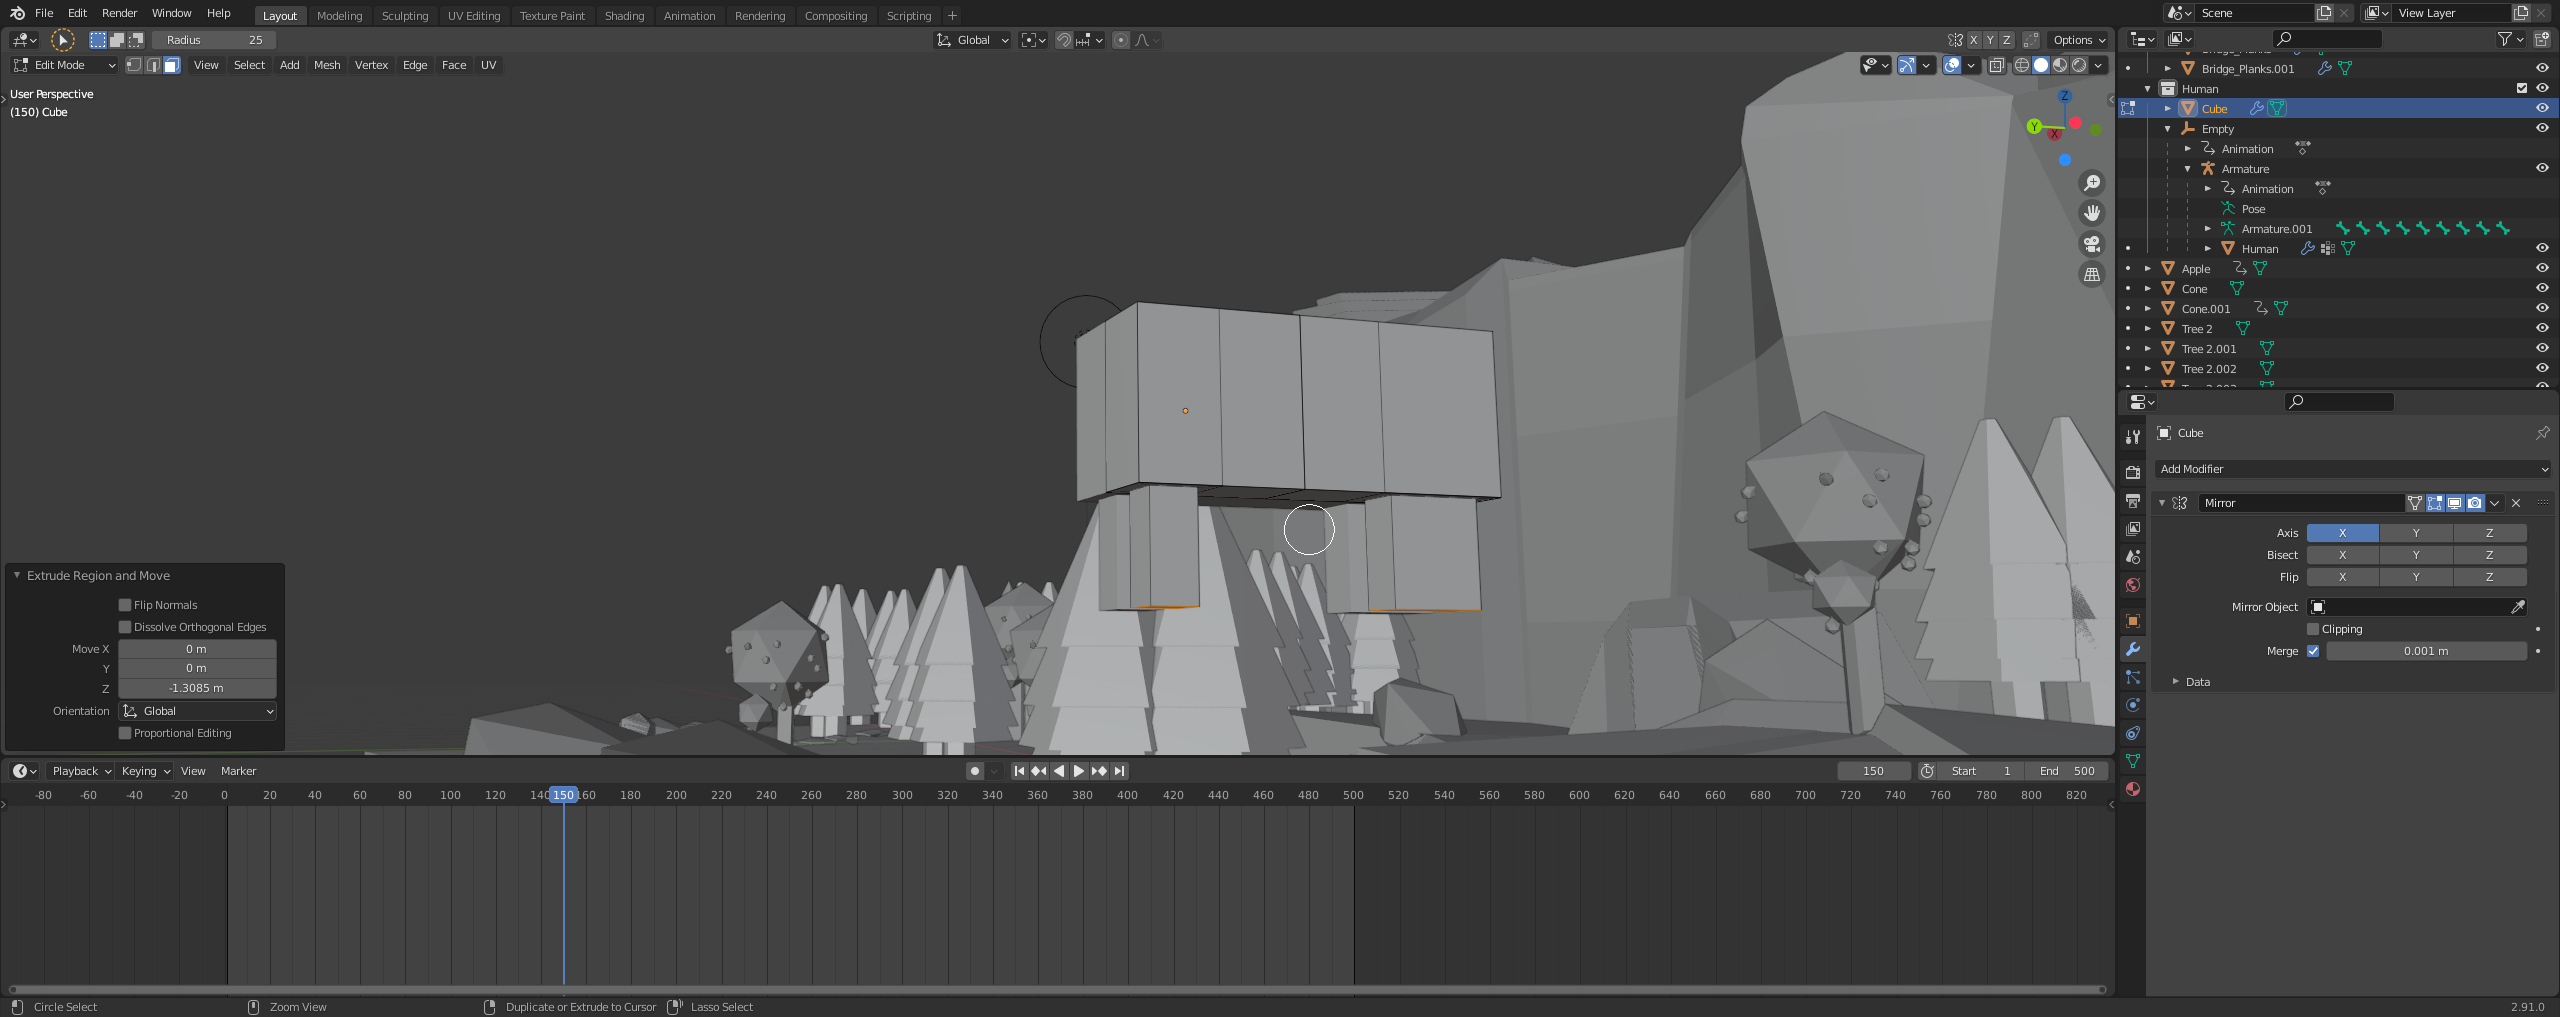 File Edit Render Window Help Layout Modeling Sculpting UV Editing Texture Paint Shading Animation Rendering Compositing Scripting + Scene View Layer
Radius 25 Global X Y Z Options
Edit Mode View Select Add Mesh Vertex Edge Face UV
User Perspective
(150) Cube
Z
Y
X
Bridge_Planks.001
Human
Cube
Empty
Animation
Armature
Animation
Pose
Armature.001
Human
Apple
Cone
Cone.001
Tree 2
Tree 2.001
Tree 2.002
Cube
Add Modifier
Mirror
Axis X Y Z
Bisect X Y Z
Flip X Y Z
Mirror Object
Clipping
Merge 0.001 m
Data
Extrude Region and Move
Flip Normals
Dissolve Orthogonal Edges
Move X 0 m
Y 0 m
Z -1.3085 m
Orientation Global
Proportional Editing
Playback Keying View Marker 150 Start 1 End 500
-80 -60 -40 -20 0 20 40 60 80 100 120 140 150 160 180 200 220 240 260 280 300 320 340 360 380 400 420 440 460 480 500 520 540 560 580 600 620 640 660 680 700 720 740 760 780 800 820
Circle Select Zoom View Duplicate or Extrude to Cursor Lasso Select 2.91.0